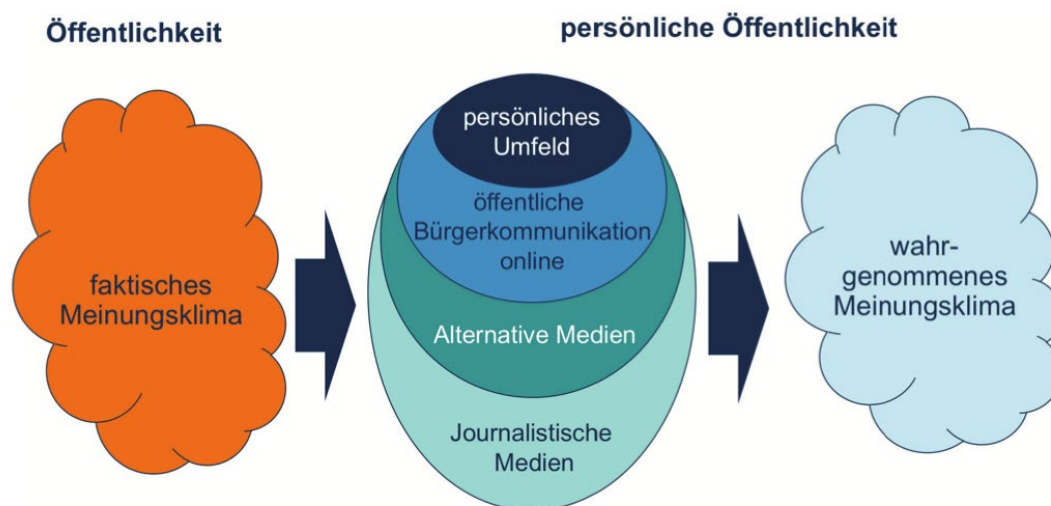 Öffentlichkeit
persönliche Öffentlichkeit
faktisches
Meinungsklima
persönliches
Umfeld
öffentliche
Bürgerkommunikation
online
Alternative Medien
Journalistische
Medien
wahr-
genommenes
Meinungsklima